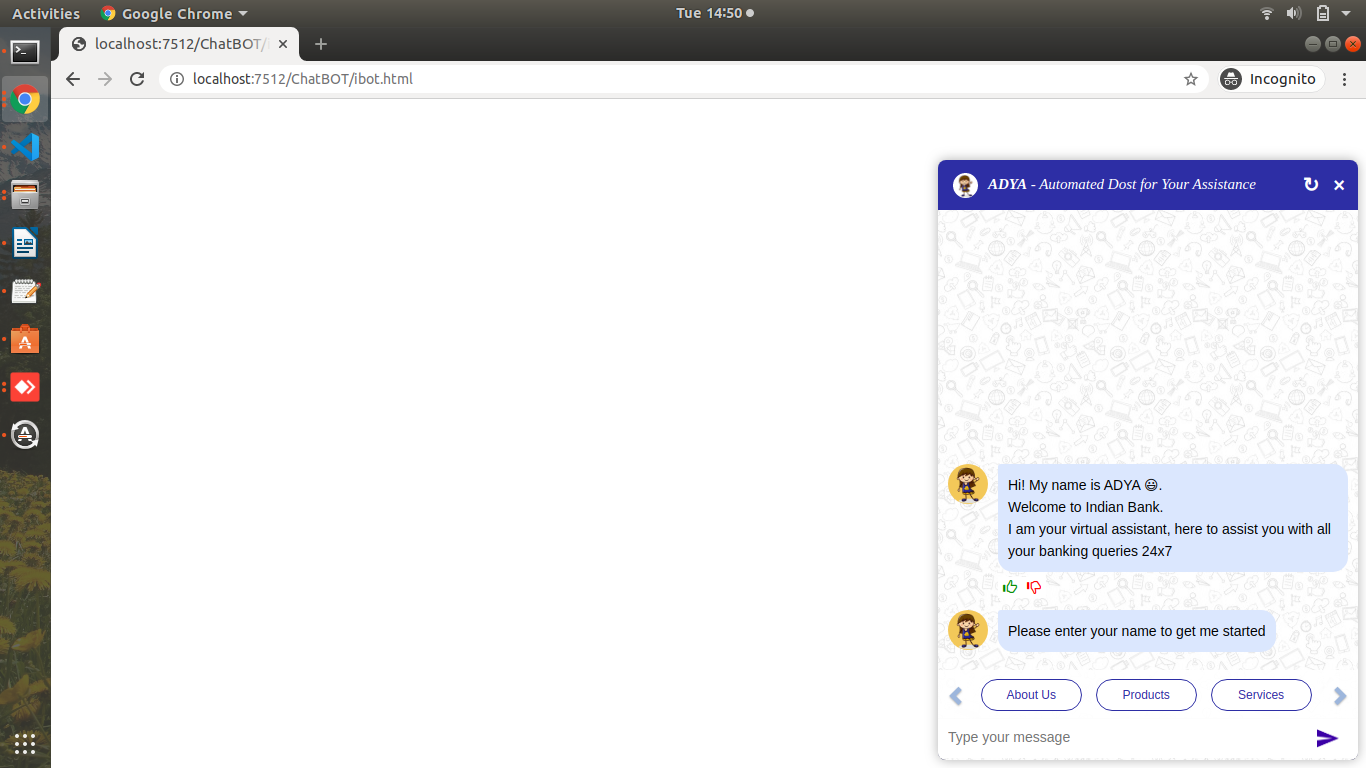 Activities Google Chrome Tue 14:50
localhost:7512/ChatBOT/
localhost:7512/ChatBOT/ibot.html Incognito
ADYA - Automated Dost for Your Assistance
Hi! My name is ADYA 😃.
Welcome to Indian Bank.
I am your virtual assistant, here to assist you with all
your banking queries 24x7
Please enter your name to get me started
About Us Products Services
Type your message